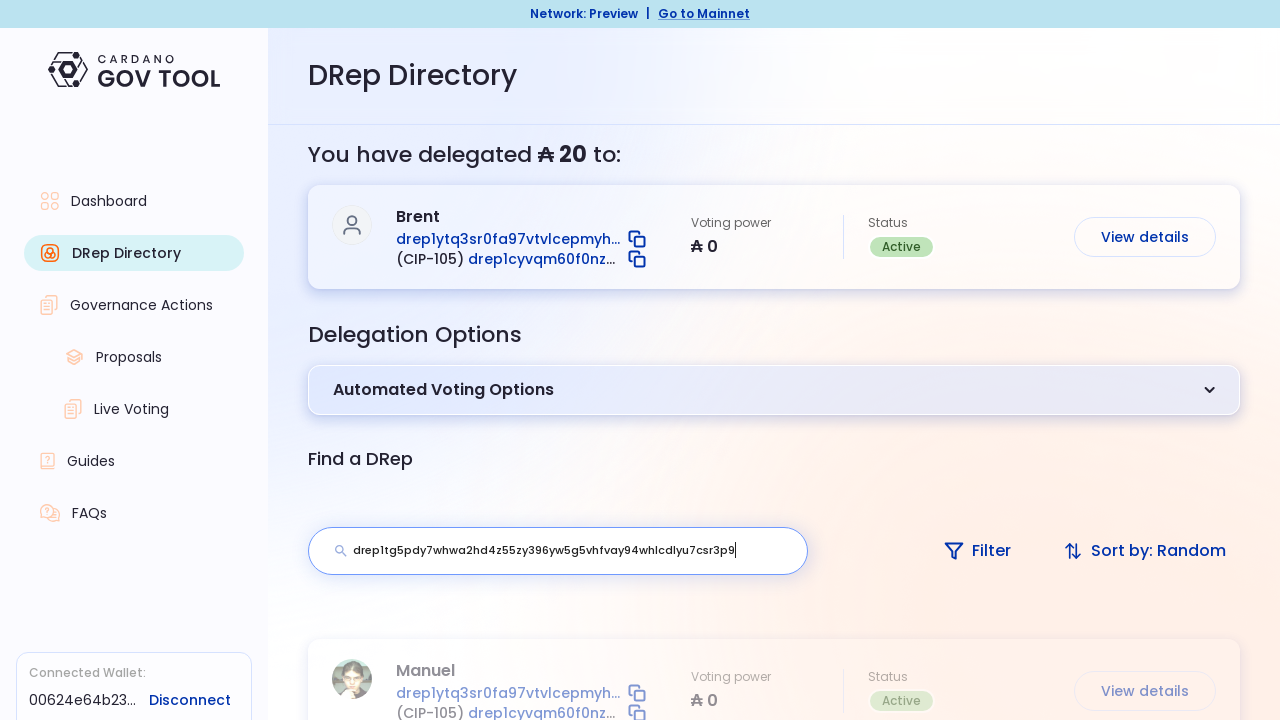 Network: Preview | Go to Mainnet
CARDANO
GOV TOOL
DRep Directory
Dashboard
DRep Directory
Governance Actions
Proposals
Live Voting
Guides
FAQs
Connected Wallet:
00624e64b23...
Disconnect
You have delegated ₳ 20 to:
Brent
drep1ytq3sr0fa97vtvlcepmyh...
(CIP-105) drep1cyvqm60f0nz...
Voting power
₳ 0
Status
Active
View details
Delegation Options
Automated Voting Options
Find a DRep
drep1tg5pdy7whwa2hd4z55zy396yw5g5vhfvay94whlcdlyu7csr3p9
Filter
Sort by: Random
Manuel
drep1ytq3sr0fa97vtvlcepmyh...
(CIP-105) drep1cyvqm60f0nz...
Voting power
₳ 0
Status
Active
View details